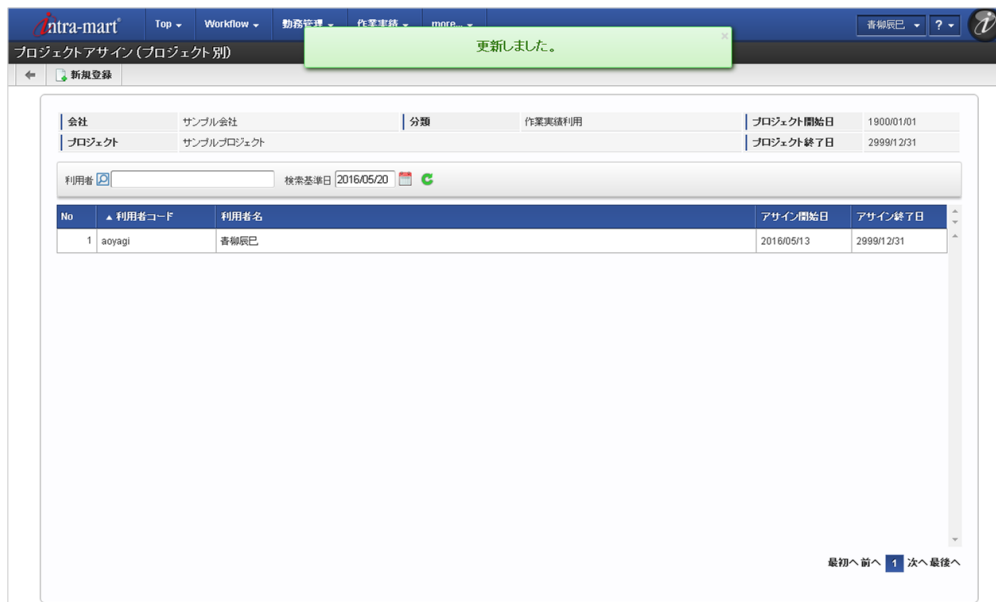 intra-mart Top Workflow 勤務管理 作業実績 more... 青柳辰巳 ?
更新しました。 ×
プロジェクトアサイン(プロジェクト別)
新規登録
会社 サンプル会社 分類 作業実績利用 プロジェクト開始日 1900/01/01
プロジェクト サンプルプロジェクト プロジェクト終了日 2999/12/31
利用者 検索基準日 2016/05/20
No ▲ 利用者コード 利用者名 アサイン開始日 アサイン終了日
1 aoyagi 青柳辰巳 2016/05/13 2999/12/31
最初へ 前へ 1 次へ 最後へ